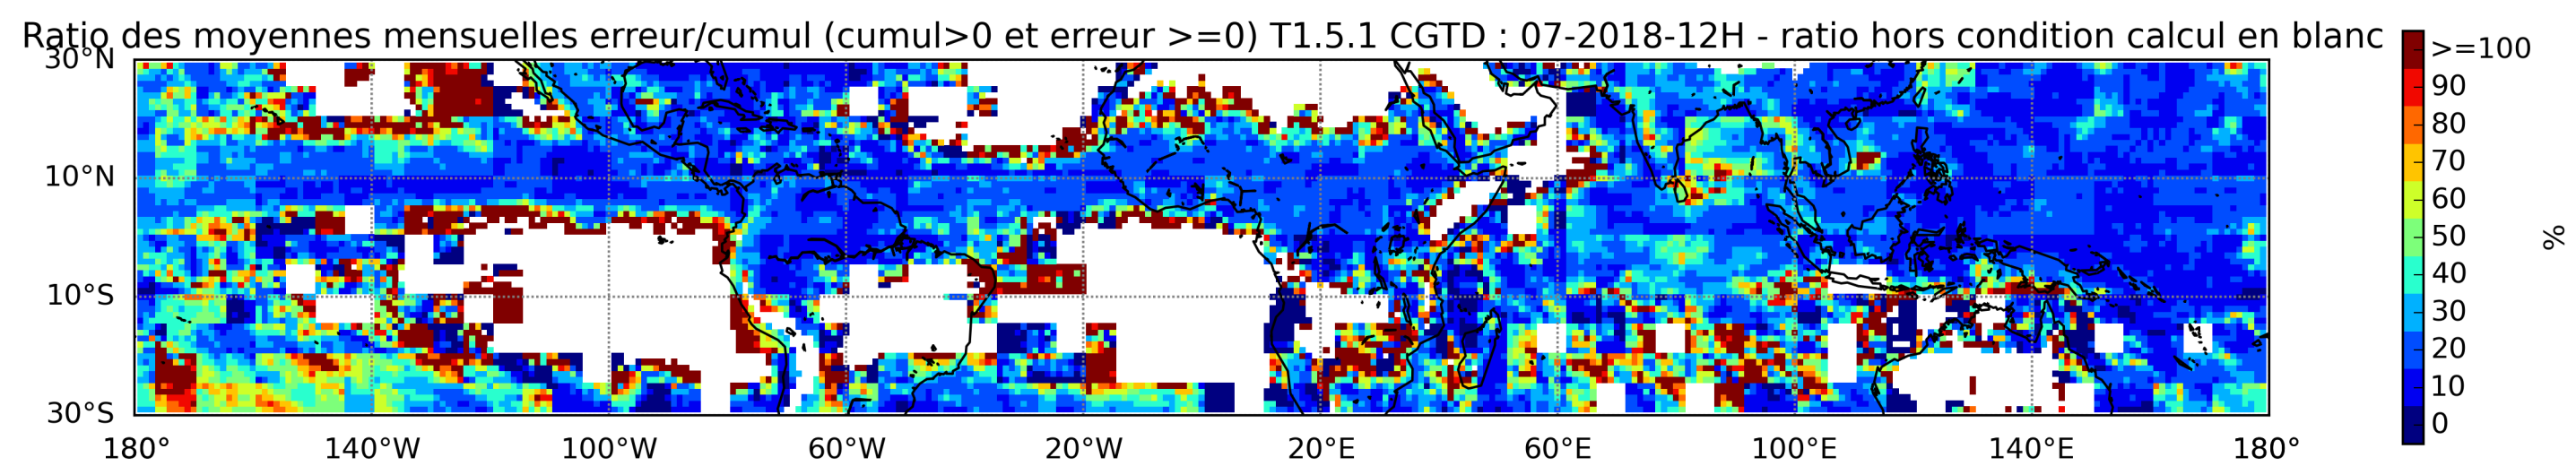 Ratio des moyennes mensuelles erreur/cumul (cumul>0 et erreur >=0) T1.5.1 CGTD : 07-2018-12H - ratio hors condition calcul en blanc
30°N
10°N
10°S
30°S
180°
140°W
100°W
60°W
20°W
20°E
60°E
100°E
140°E
180°
>=100
90
80
70
60
50
40
30
20
10
0
%